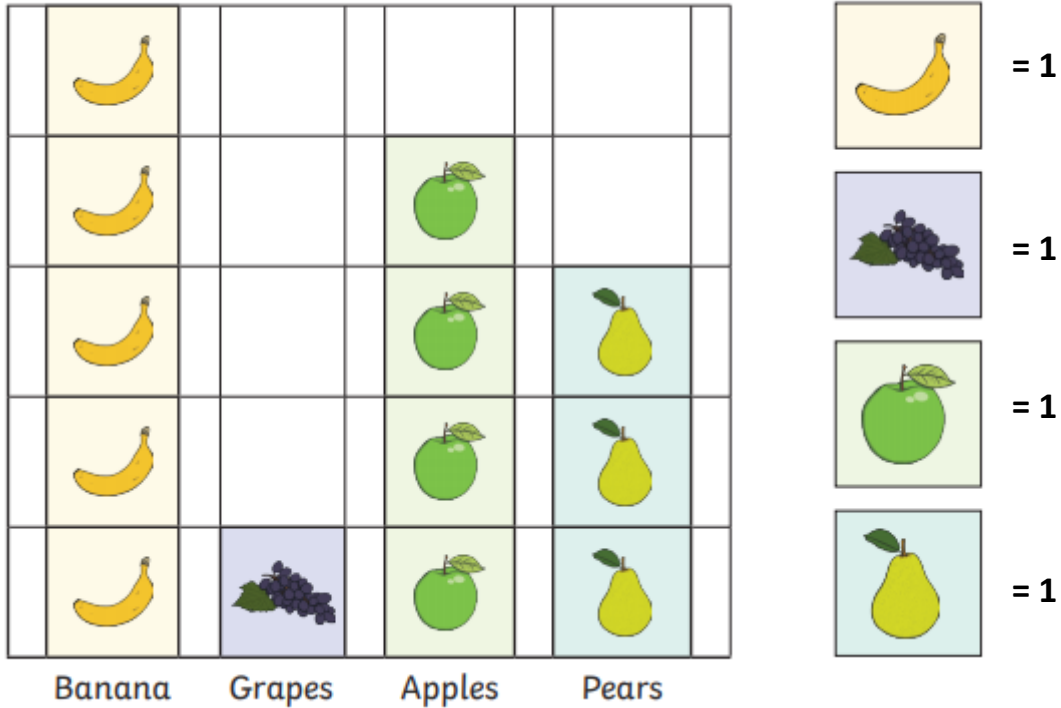 = 1
= 1
= 1
= 1
Banana Grapes Apples Pears